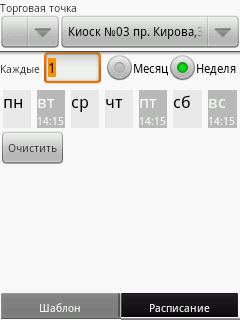 Торговая точка
Киоск №03 пр. Кирова,3
Каждые 1 Месяц Неделя
пн вт ср чт пт сб вс
14:15 14:15 14:15
Очистить
Шаблон Расписание